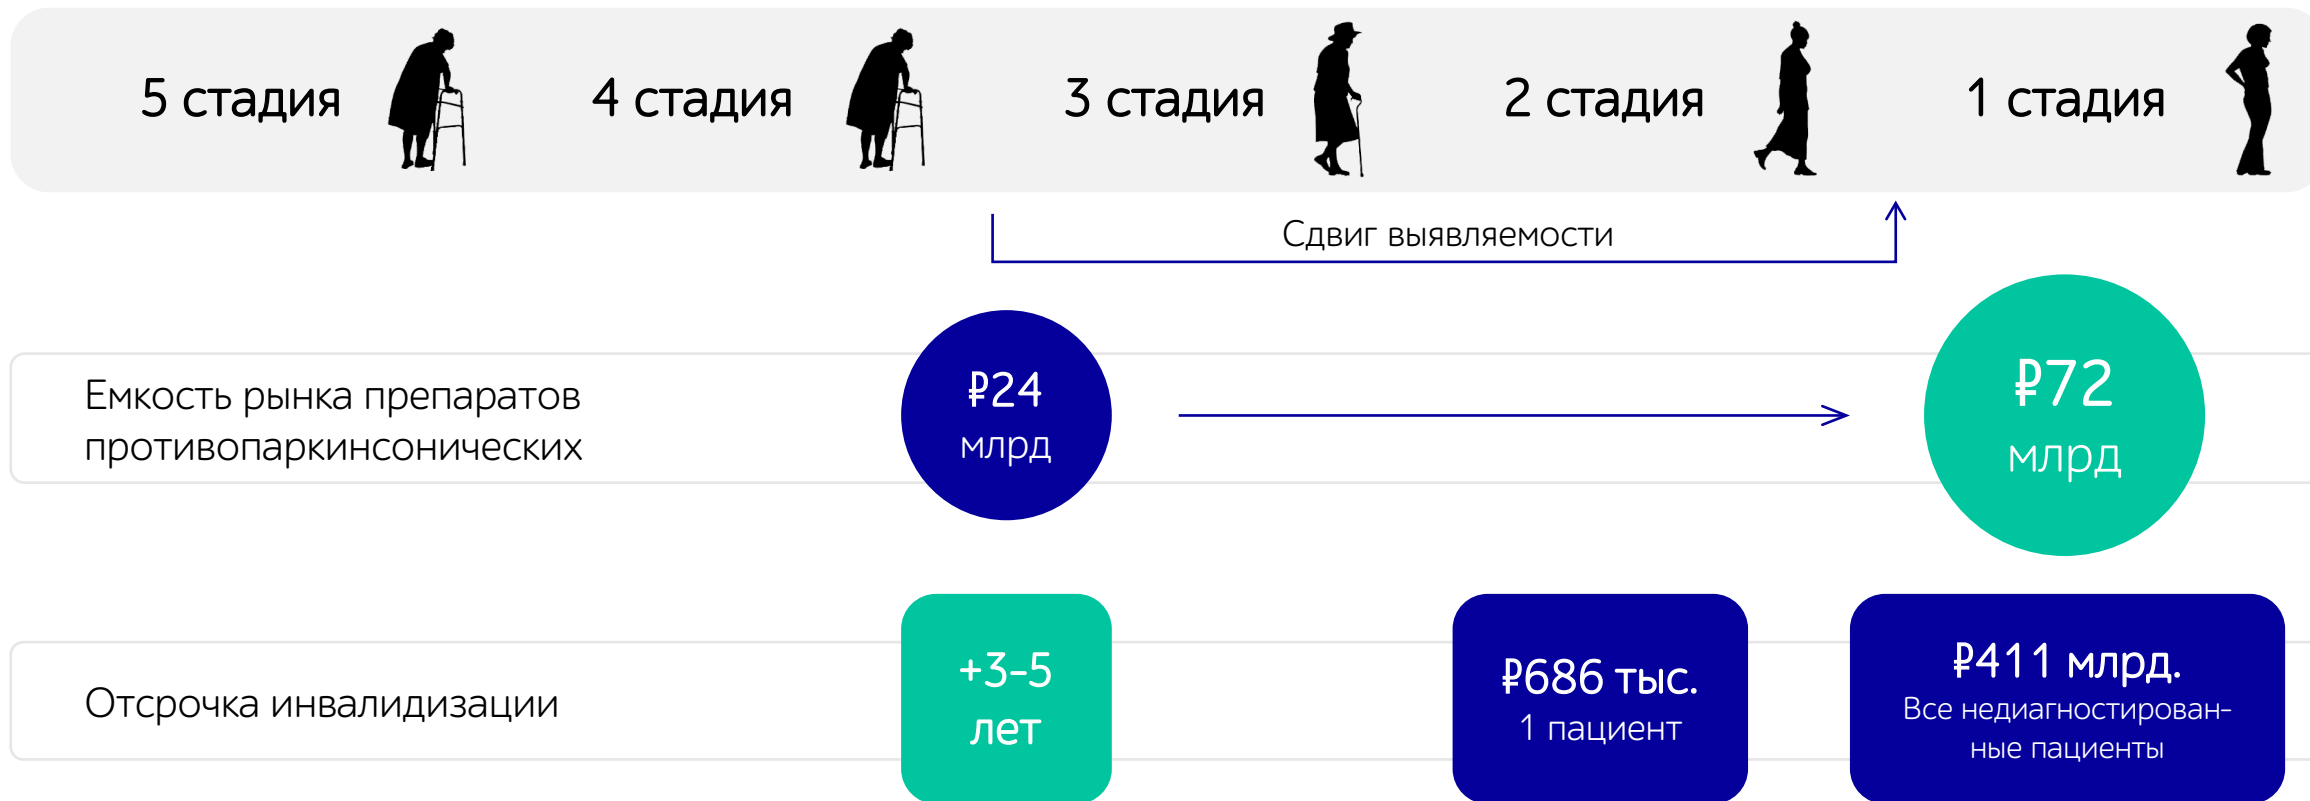 5 стадия
4 стадия
3 стадия
2 стадия
1 стадия
Сдвиг выявляемости
Емкость рынка препаратов
противопаркинсонических
₽24
млрд
₽72
млрд
Отсрочка инвалидизации
+3-5
лет
₽686 тыс.
1 пациент
₽411 млрд.
Все недиагностирован-
ные пациенты